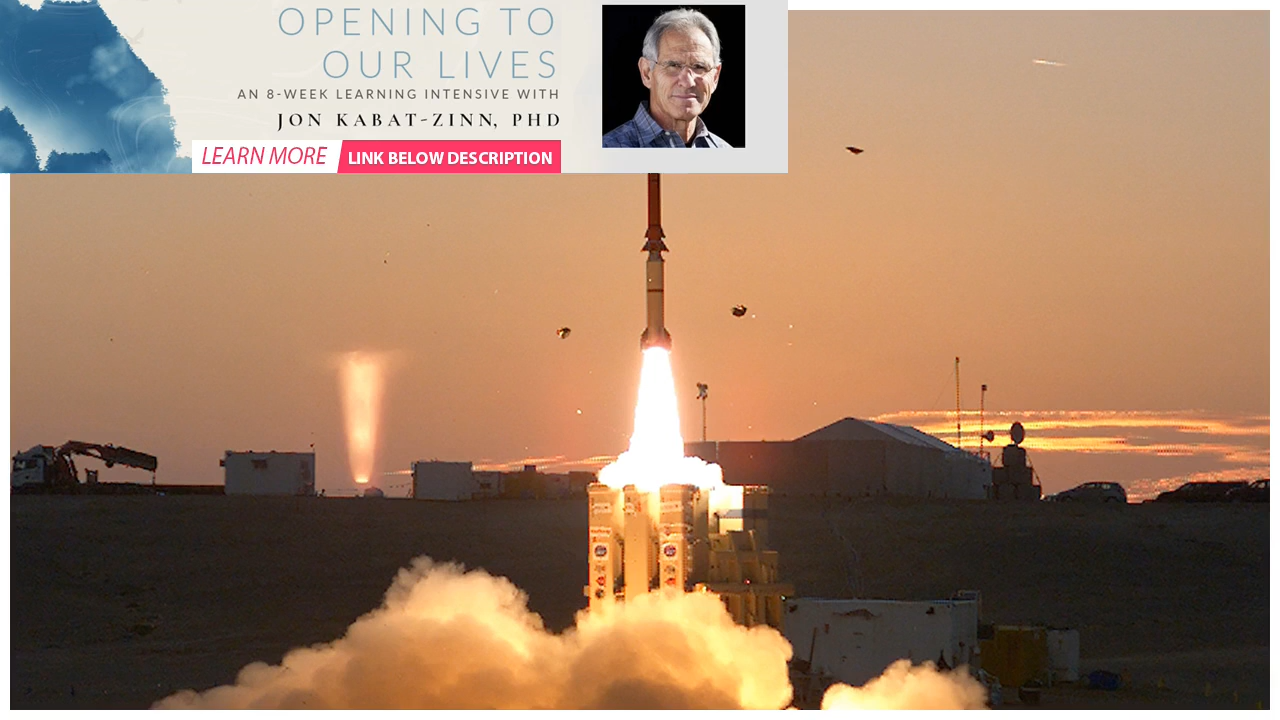 OPENING TO
OUR LIVES
AN 8-WEEK LEARNING INTENSIVE WITH
JON KABAT-ZINN, PHD
LEARN MORE LINK BELOW DESCRIPTION